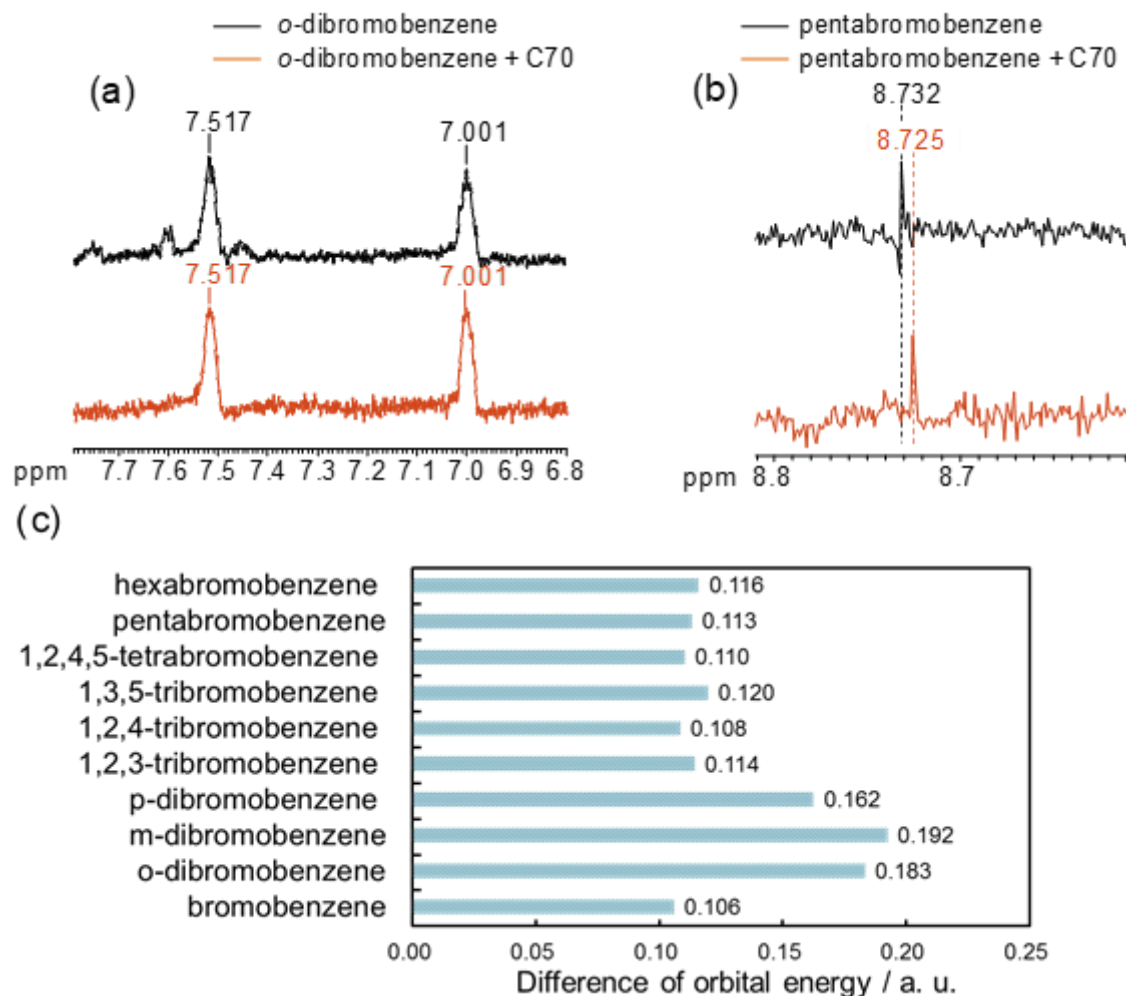 o-dibromobenzene
o-dibromobenzene + C70
(a)
7.517
7.001
7.517
7.001
ppm 7.7 7.6 7.5 7.4 7.3 7.2 7.1 7.0 6.9 6.8
pentabromobenzene
pentabromobenzene + C70
(b)
8.732
8.725
ppm 8.8 8.7
(c)
hexabromobenzene 0.116
pentabromobenzene 0.113
1,2,4,5-tetrabromobenzene 0.110
1,3,5-tribromobenzene 0.120
1,2,4-tribromobenzene 0.108
1,2,3-tribromobenzene 0.114
p-dibromobenzene 0.162
m-dibromobenzene 0.192
o-dibromobenzene 0.183
bromobenzene 0.106
0.00 0.05 0.10 0.15 0.20 0.25
Difference of orbital energy / a. u.